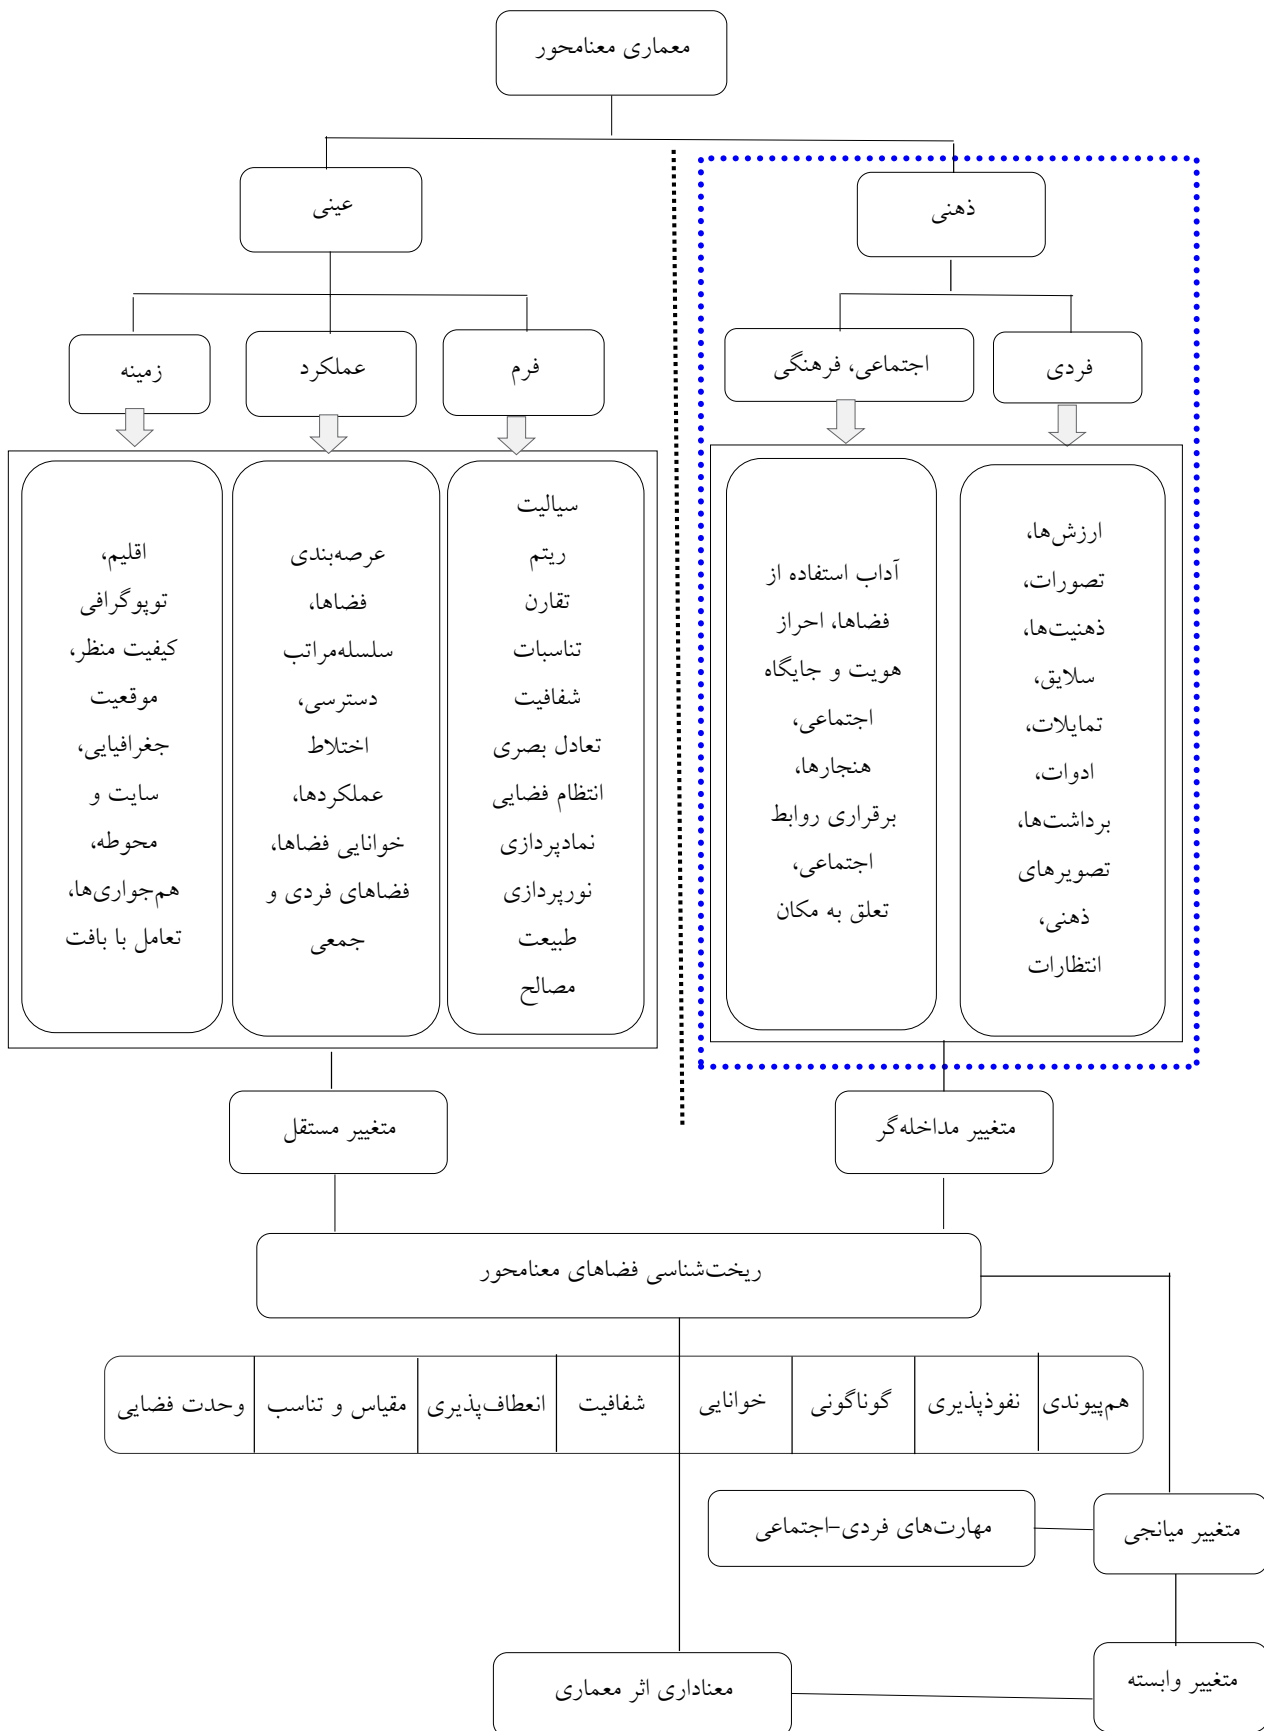 معماری معنامحور
ذهنی
عینی
فردی
اجتماعی، فرهنگی
فرم
عملکرد
زمینه
ارزش‌ها،
تصورات،
ذهنیت‌ها،
سلایق،
تمایلات،
ادوات،
برداشت‌ها،
تصویرهای
ذهنی،
انتظارات
آداب استفاده از
فضاها، احراز
هویت و جایگاه
اجتماعی،
هنجارها،
برقراری روابط
اجتماعی،
تعلق به مکان
سیالیت
ریتم
تقارن
تناسبات
شفافیت
تعادل بصری
انتظام فضایی
نمادپردازی
نورپردازی
طبیعت
مصالح
عرصه‌بندی
فضاها،
سلسله‌مراتب
دسترسی،
اختلاط
عملکردها،
خوانایی فضاها،
فضاهای فردی و
جمعی
اقلیم،
توپوگرافی
کیفیت منظر،
موقعیت
جغرافیایی،
سایت و
محوطه،
هم‌جواری‌ها،
تعامل با بافت
متغییر مداخله‌گر
متغییر مستقل
ریخت‌شناسی فضاهای معنامحور
هم‌پیوندی
نفوذپذیری
گوناگونی
خوانایی
شفافیت
انعطاف‌پذیری
مقیاس و تناسب
وحدت فضایی
متغییر میانجی
مهارت‌های فردی-اجتماعی
متغییر وابسته
معناداری اثر معماری